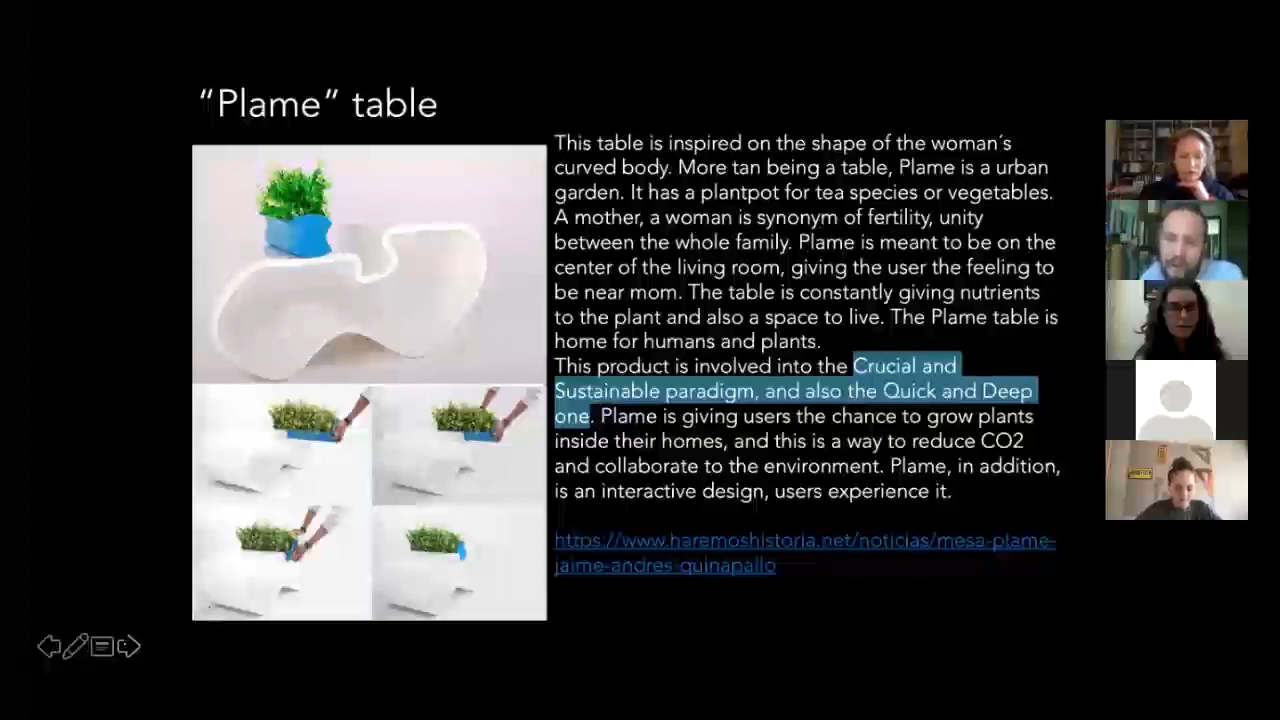 “Plame” table
This table is inspired on the shape of the woman´s
curved body. More tan being a table, Plame is a urban
garden. It has a plantpot for tea species or vegetables.
A mother, a woman is synonym of fertility, unity
between the whole family. Plame is meant to be on the
center of the living room, giving the user the feeling to
be near mom. The table is constantly giving nutrients
to the plant and also a space to live. The Plame table is
home for humans and plants.
This product is involved into the Crucial and
Sustainable paradigm, and also the Quick and Deep
one. Plame is giving users the chance to grow plants
inside their homes, and this is a way to reduce CO2
and collaborate to the environment. Plame, in addition,
is an interactive design, users experience it.
https://www.haremoshistoria.net/noticias/mesa-plame-
jaime-andres-quinapallo